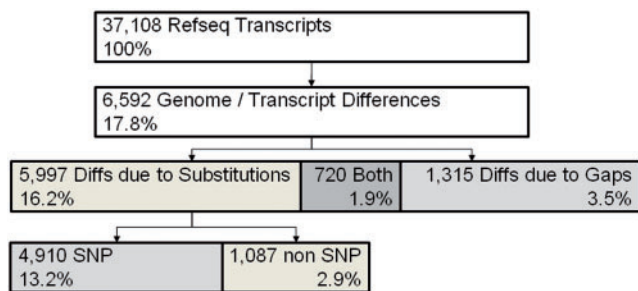 37,108 Refseq Transcripts
100%
6,592 Genome / Transcript Differences
17.8%
5,997 Diffs due to Substitutions
16.2%
720 Both
1.9%
1,315 Diffs due to Gaps
3.5%
4,910 SNP
13.2%
1,087 non SNP
2.9%